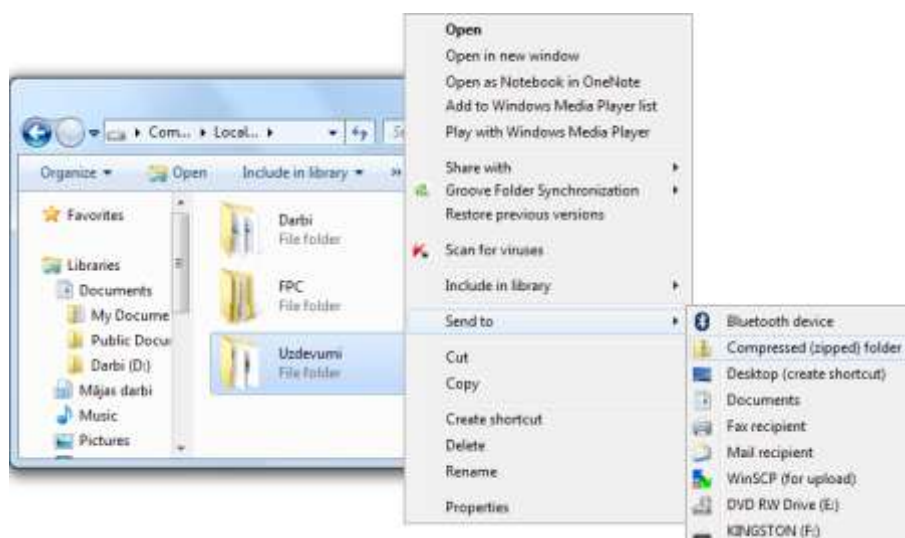 Com... Local...
Organize Open Include in library »
Favorites
Libraries
Documents
My Docume
Public Docu
Darbi (D:)
Mājas darbi
Music
Pictures
Darbi
File folder
FPC
File folder
Uzdevumi
File folder
Open
Open in new window
Open as Notebook in OneNote
Add to Windows Media Player list
Play with Windows Media Player
Share with
Groove Folder Synchronization
Restore previous versions
Scan for viruses
Include in library
Send to
Cut
Copy
Create shortcut
Delete
Rename
Properties
Bluetooth device
Compressed (zipped) folder
Desktop (create shortcut)
Documents
Fax recipient
Mail recipient
WinSCP (for upload)
DVD RW Drive (E:)
KINGSTON (F:)